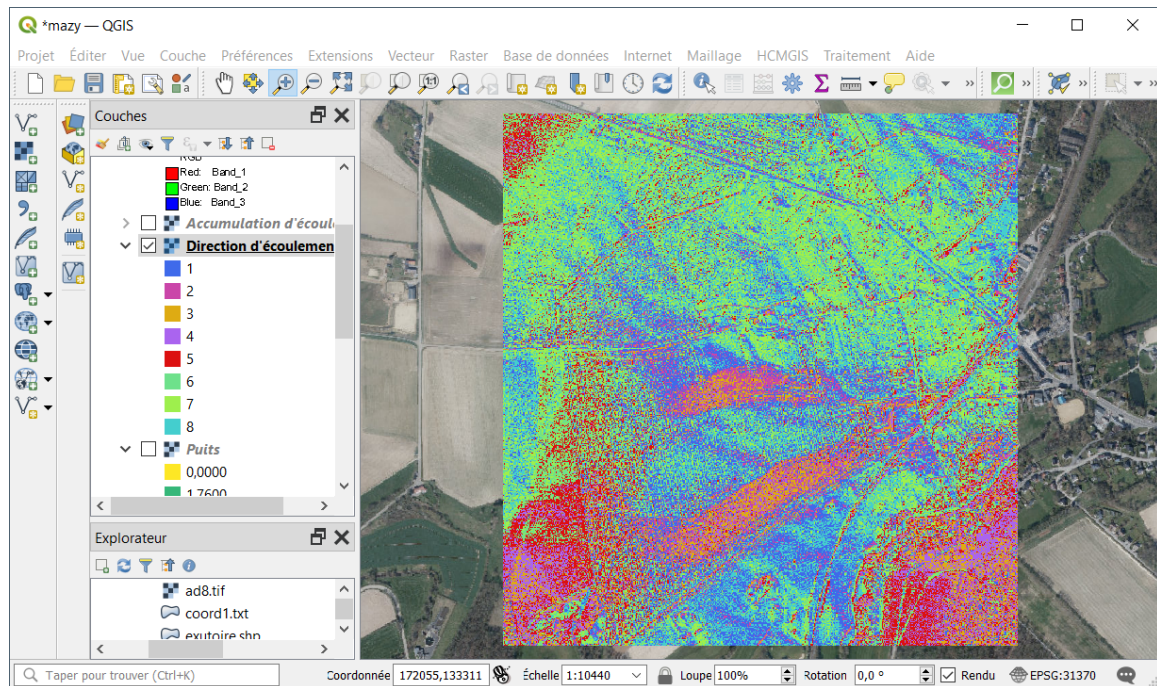 *mazy — QGIS
Projet Éditer Vue Couche Préférences Extensions Vecteur Raster Base de données Internet Maillage HCMGIS Traitement Aide
Couches
RGB
Red: Band_1
Green: Band_2
Blue: Band_3
Accumulation d'écoul
Direction d'écoulemen
1
2
3
4
5
6
7
8
Puits
0,0000
1,7600
Explorateur
ad8.tif
coord1.txt
exutoire.shp
Taper pour trouver (Ctrl+K) Coordonnée 172055,133311 Échelle 1:10440 Loupe 100% Rotation 0,0 ° Rendu EPSG:31370